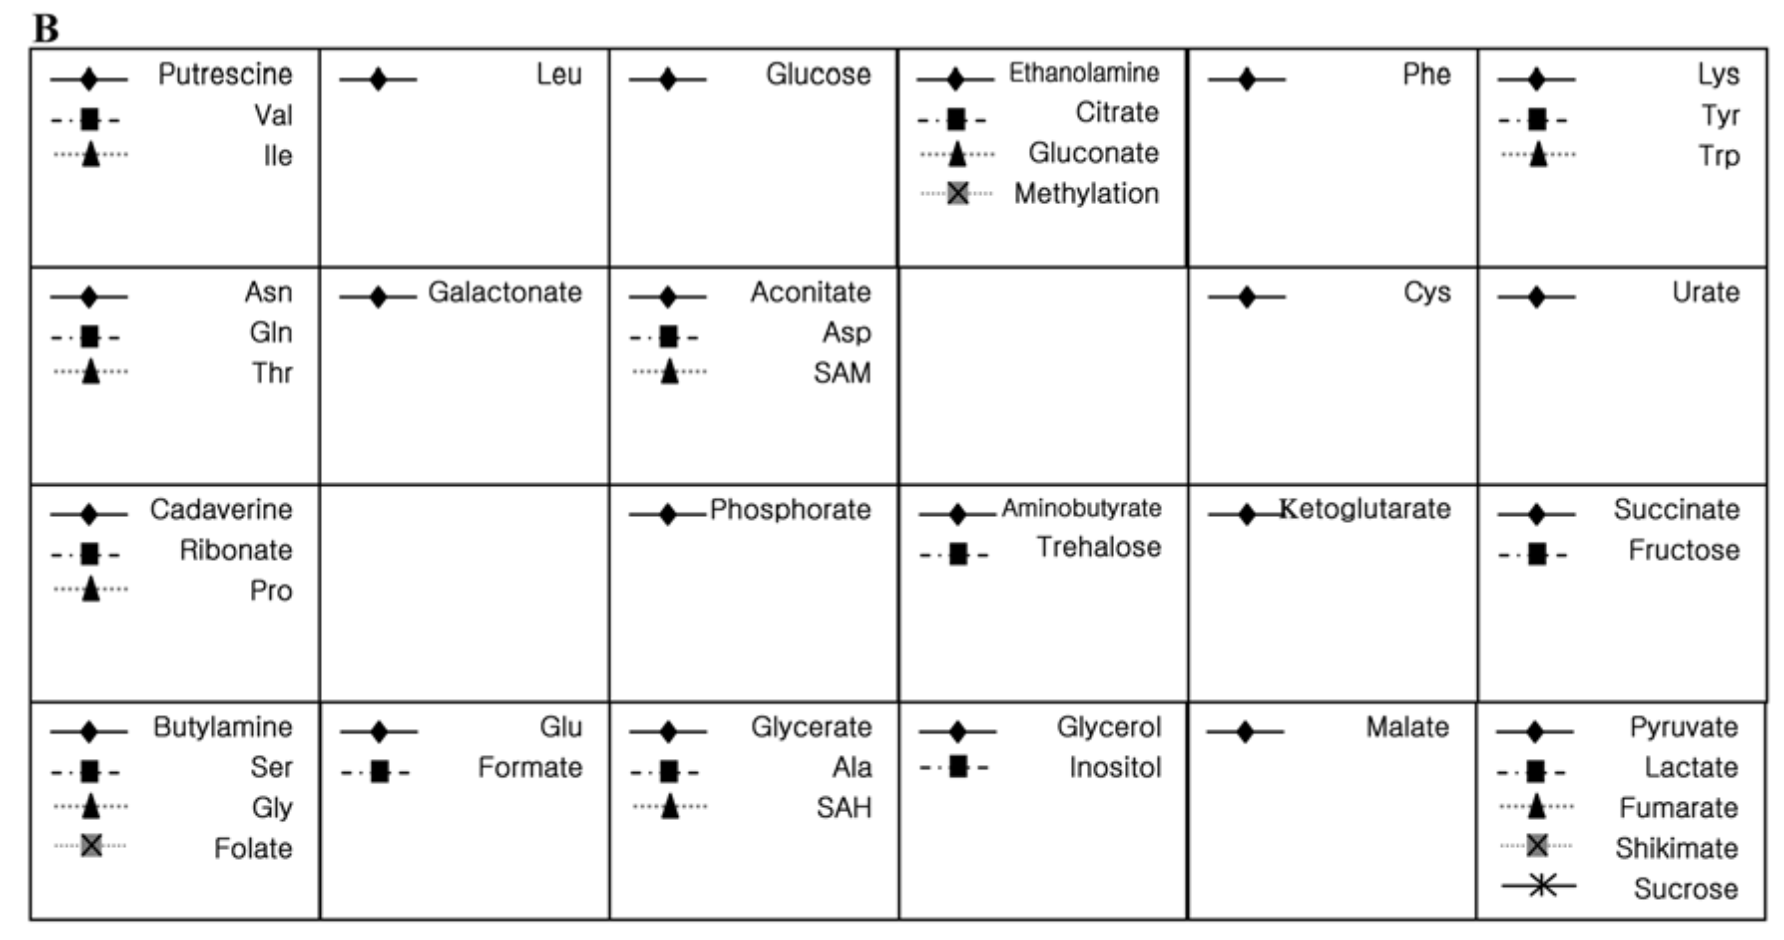 B
Putrescine
Val
Ile
Leu
Glucose
Ethanolamine
Citrate
Gluconate
Methylation
Phe
Lys
Tyr
Trp
Asn
Gln
Thr
Galactonate
Aconitate
Asp
SAM
Cys
Urate
Cadaverine
Ribonate
Pro
Phosphorate
Aminobutyrate
Trehalose
Ketoglutarate
Succinate
Fructose
Butylamine
Ser
Gly
Folate
Glu
Formate
Glycerate
Ala
SAH
Glycerol
Inositol
Malate
Pyruvate
Lactate
Fumarate
Shikimate
Sucrose